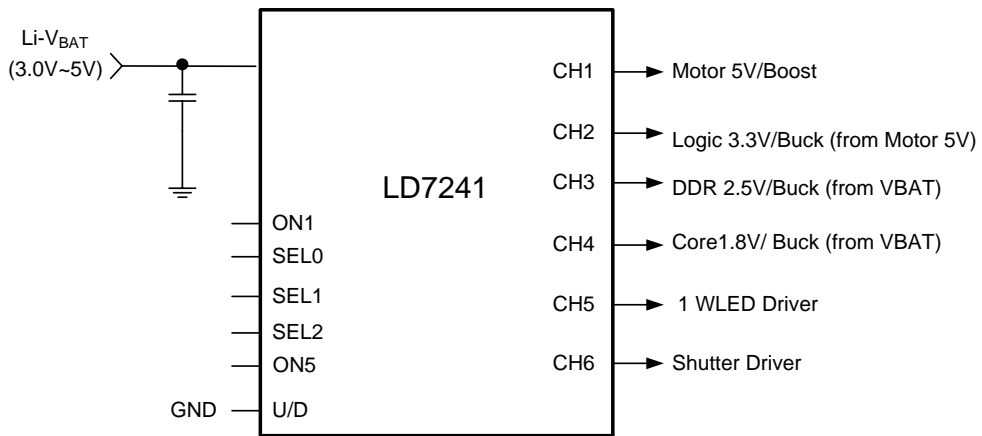 Li-VBAT
(3.0V~5V)
LD7241
ON1
SEL0
SEL1
SEL2
ON5
GND
U/D
CH1
Motor 5V/Boost
CH2
Logic 3.3V/Buck (from Motor 5V)
CH3
DDR 2.5V/Buck (from VBAT)
CH4
Core1.8V/ Buck (from VBAT)
CH5
1 WLED Driver
CH6
Shutter Driver